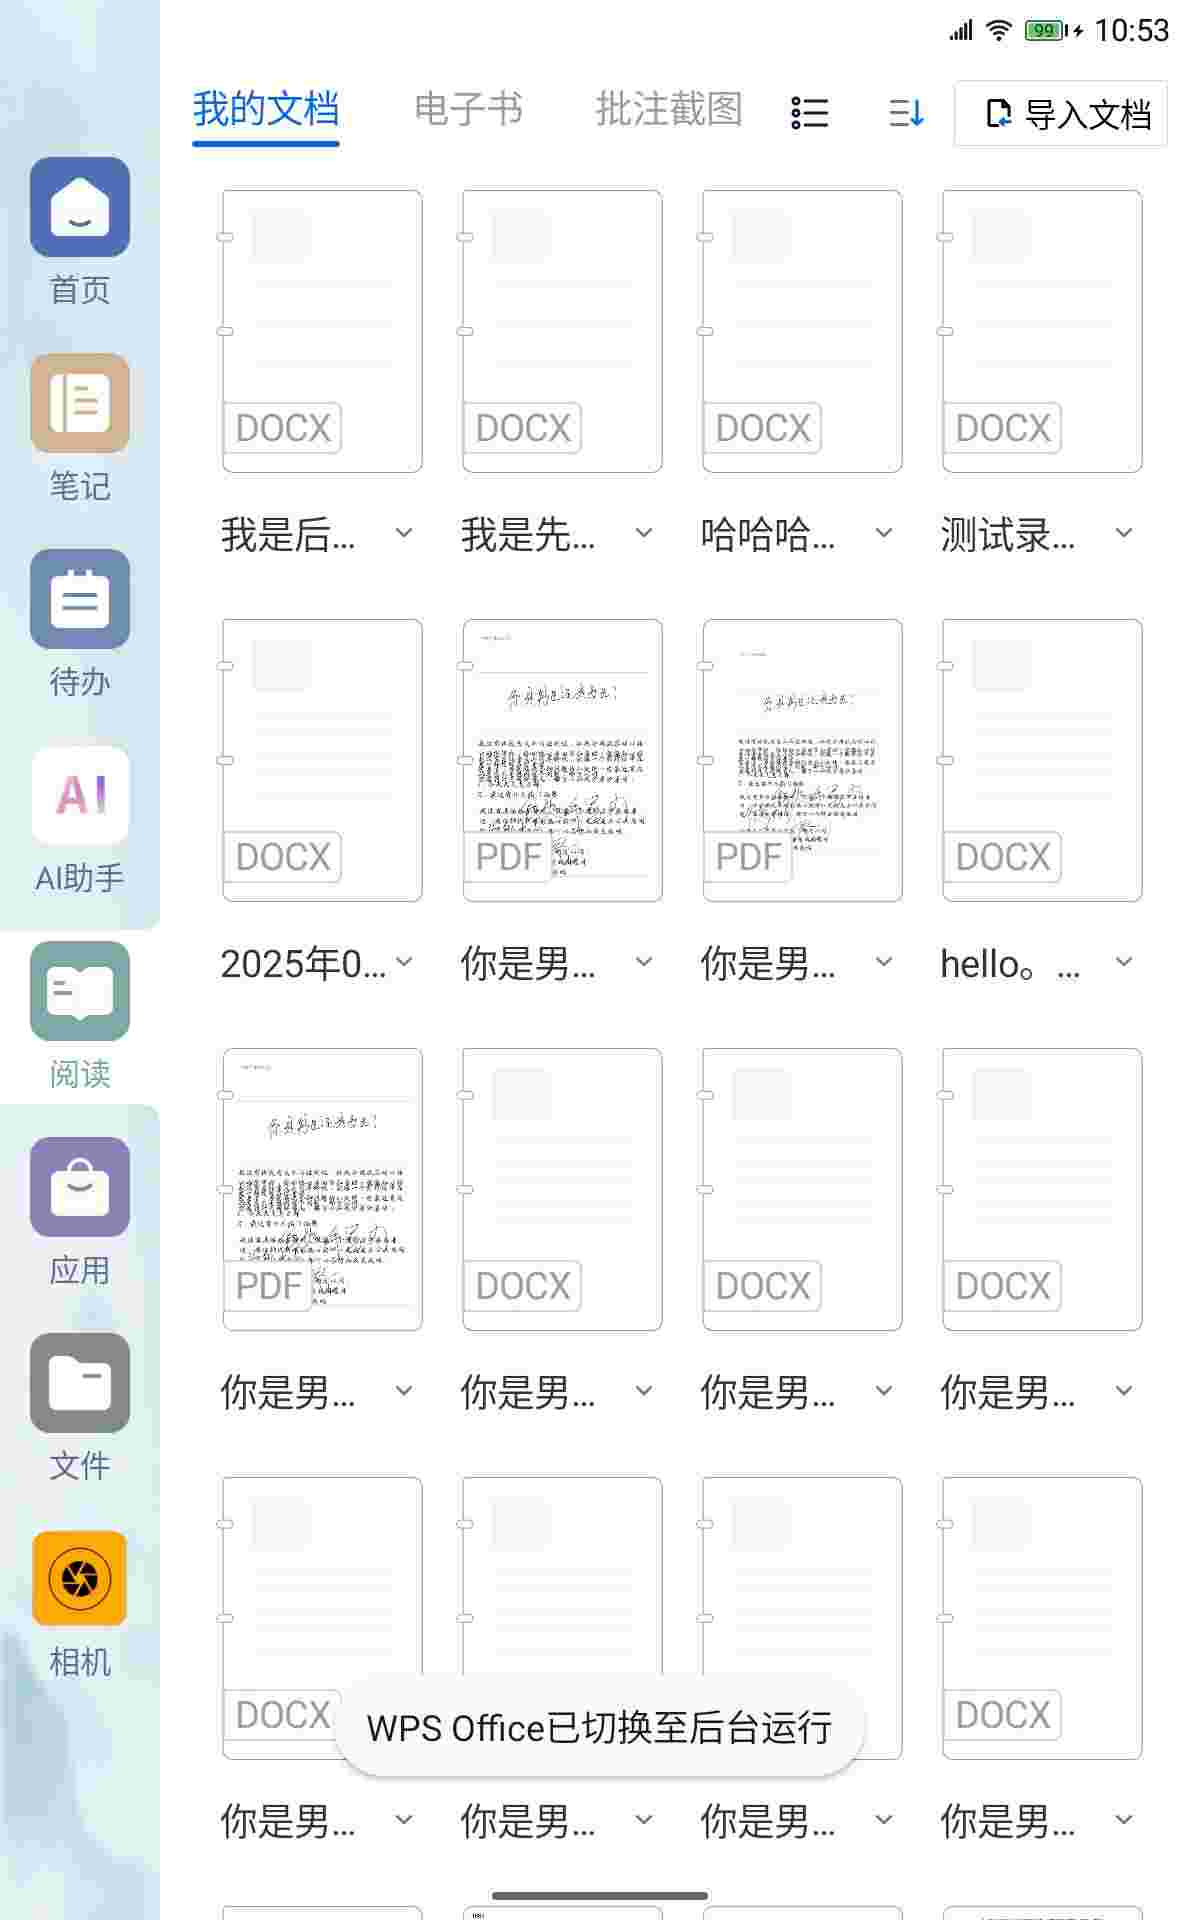 99 10:53
我的文档 电子书 批注截图 导入文档
首页
笔记
待办
AI
AI助手
阅读
应用
文件
相机
DOCX DOCX DOCX DOCX
我是后... 我是先... 哈哈哈... 测试录...
DOCX PDF PDF DOCX
2025年0... 你是男... 你是男... hello。...
PDF DOCX DOCX DOCX
你是男... 你是男... 你是男... 你是男...
DOCX DOCX
WPS Office已切换至后台运行
你是男... 你是男... 你是男... 你是男...